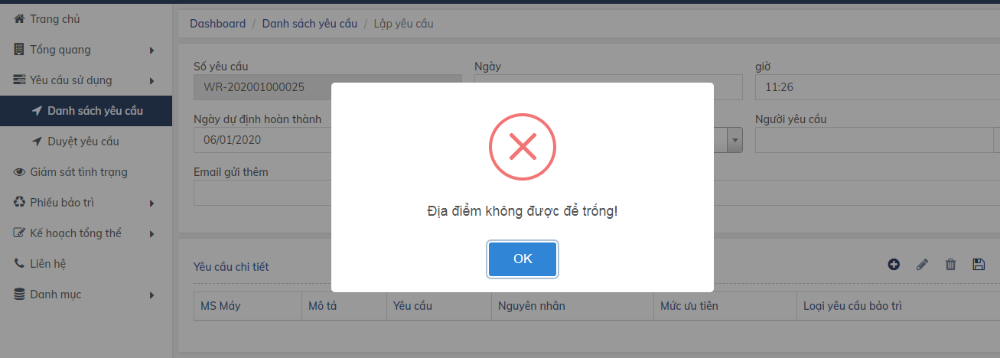 Trang chủ
Tổng quang
Yêu cầu sử dụng
Danh sách yêu cầu
Duyệt yêu cầu
Giám sát tình trạng
Phiếu bảo trì
Kế hoạch tổng thể
Liên hệ
Danh mục
Dashboard / Danh sách yêu cầu / Lập yêu cầu
Số yêu cầu Ngày giờ
WR-202001000025 11:26
Ngày dự định hoàn thành Người yêu cầu
06/01/2020
Email gửi thêm
Địa điểm không được để trống!
OK
Yêu cầu chi tiết
MS Máy Mô tả Yêu cầu Nguyên nhân Mức ưu tiên Loại yêu cầu bảo trì